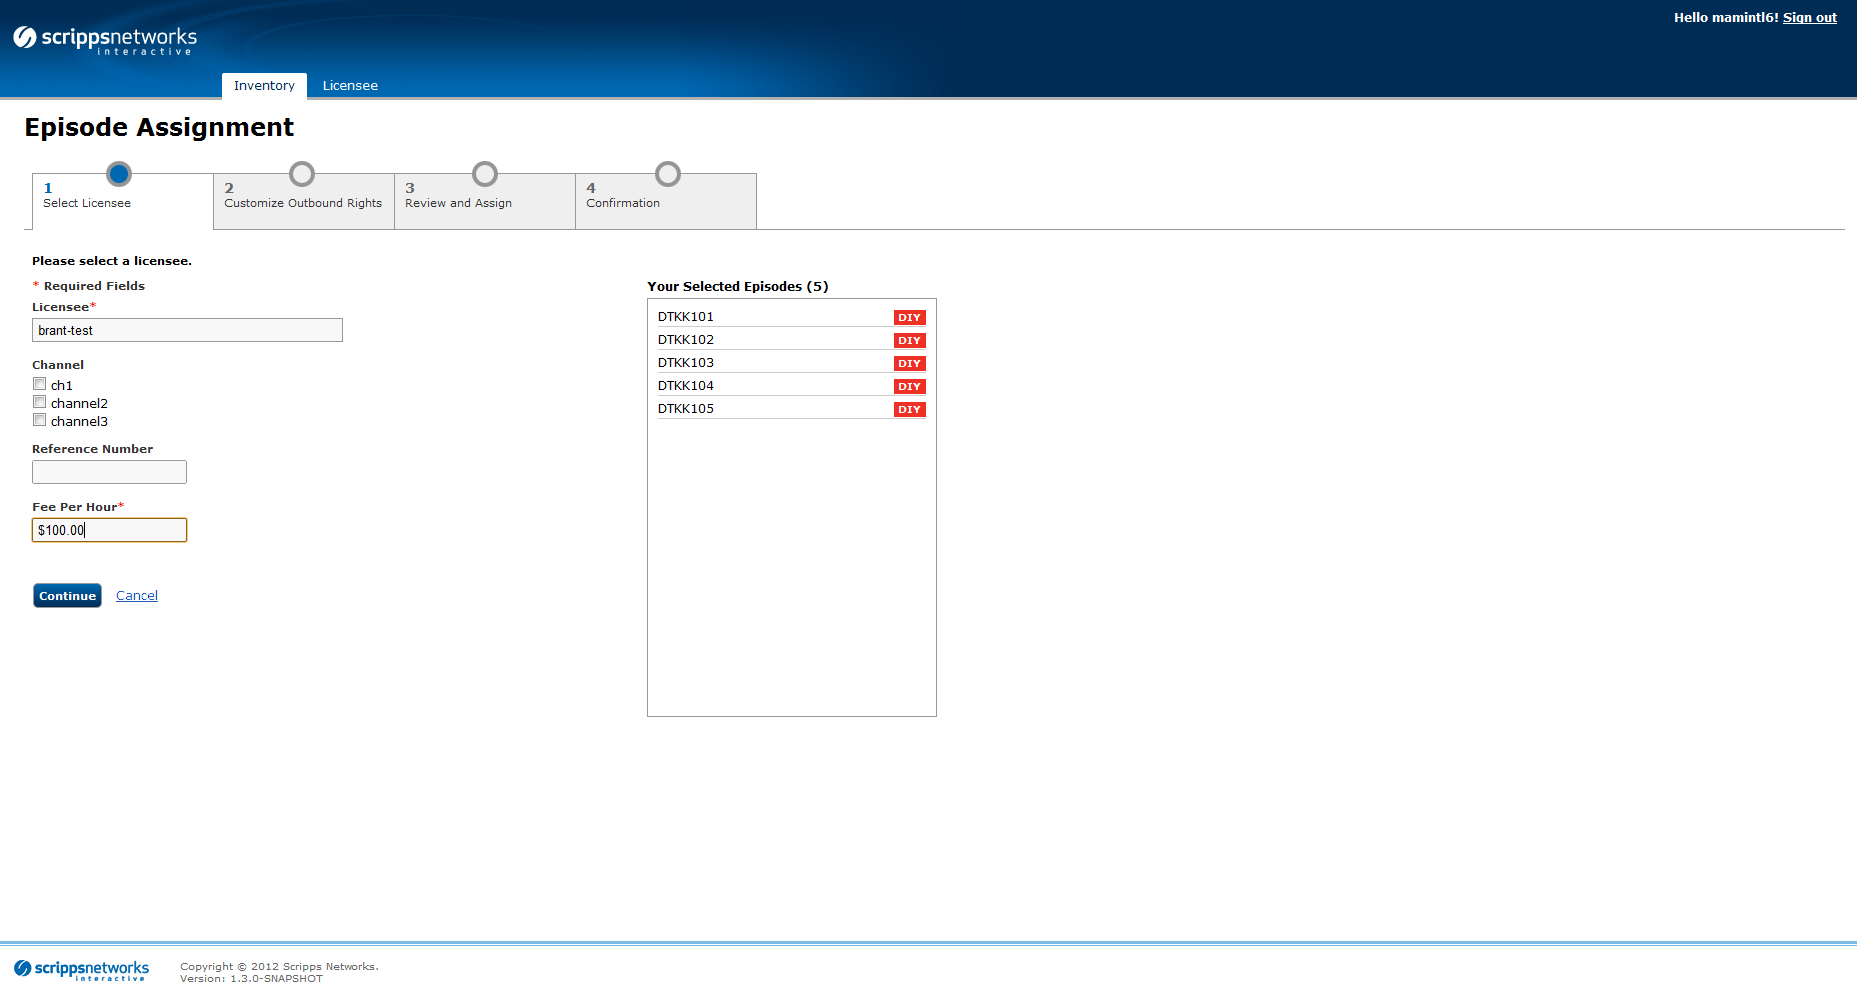 Hello mamintl6! Sign out
scrippsnetworks
interactive
Inventory Licensee
Episode Assignment
1
Select Licensee
2
Customize Outbound Rights
3
Review and Assign
4
Confirmation
Please select a licensee.
* Required Fields
Licensee*
brant-test
Channel
ch1
channel2
channel3
Reference Number
Fee Per Hour*
$100.00
Continue Cancel
Your Selected Episodes (5)
DTKK101 DIY
DTKK102 DIY
DTKK103 DIY
DTKK104 DIY
DTKK105 DIY
scrippsnetworks
interactive
Copyright © 2012 Scripps Networks.
Version: 1.3.0-SNAPSHOT